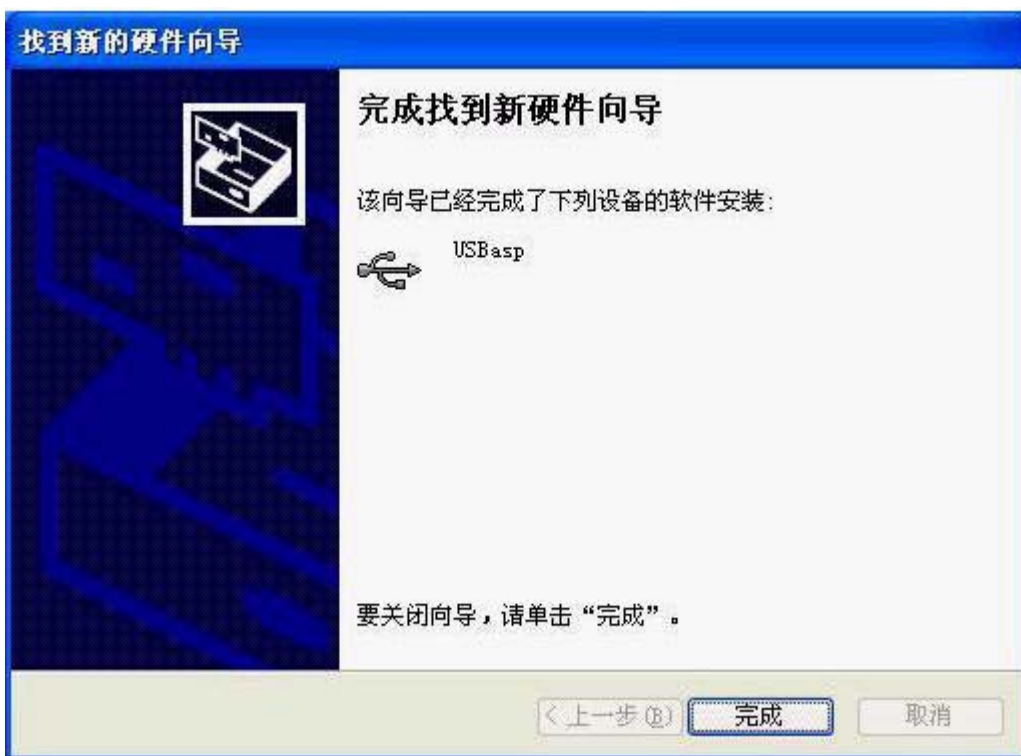 找到新的硬件向导
完成找到新硬件向导
该向导已经完成了下列设备的软件安装:
USBasp
要关闭向导，请单击“完成”。
<上一步(B)
完成
取消